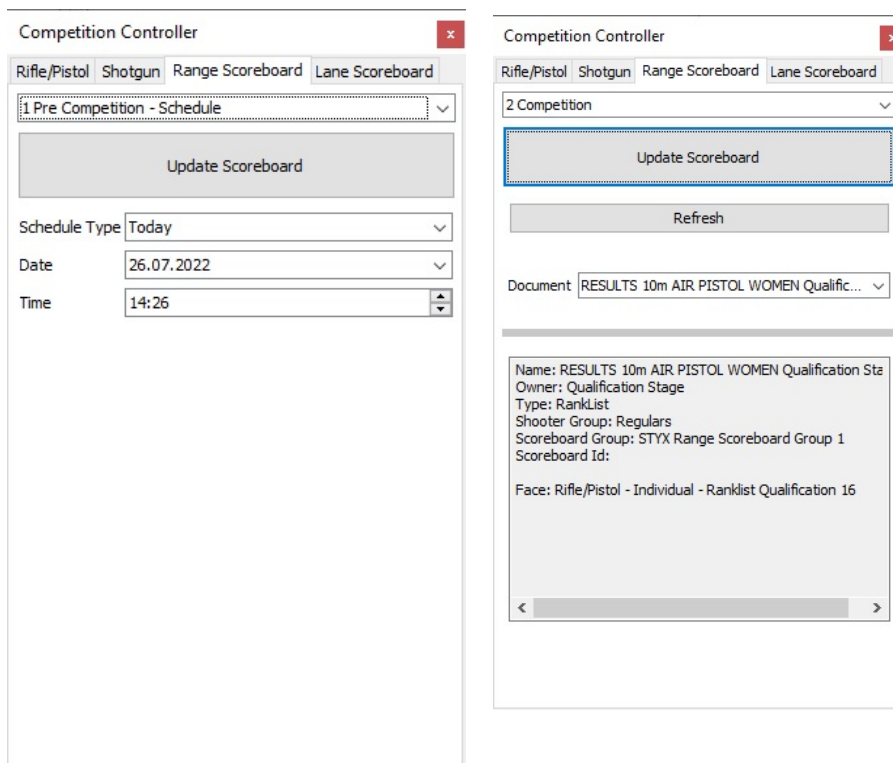 Competition Controller
x
Rifle/Pistol Shotgun Range Scoreboard Lane Scoreboard
1 Pre Competition - Schedule
Update Scoreboard
Schedule Type Today
Date 26.07.2022
Time 14:26
Competition Controller
x
Rifle/Pistol Shotgun Range Scoreboard Lane Scoreboard
2 Competition
Update Scoreboard
Refresh
Document RESULTS 10m AIR PISTOL WOMEN Qualific...
Name: RESULTS 10m AIR PISTOL WOMEN Qualification Sta
Owner: Qualification Stage
Type: RankList
Shooter Group: Regulars
Scoreboard Group: STYX Range Scoreboard Group 1
Scoreboard Id:
Face: Rifle/Pistol - Individual - Ranklist Qualification 16